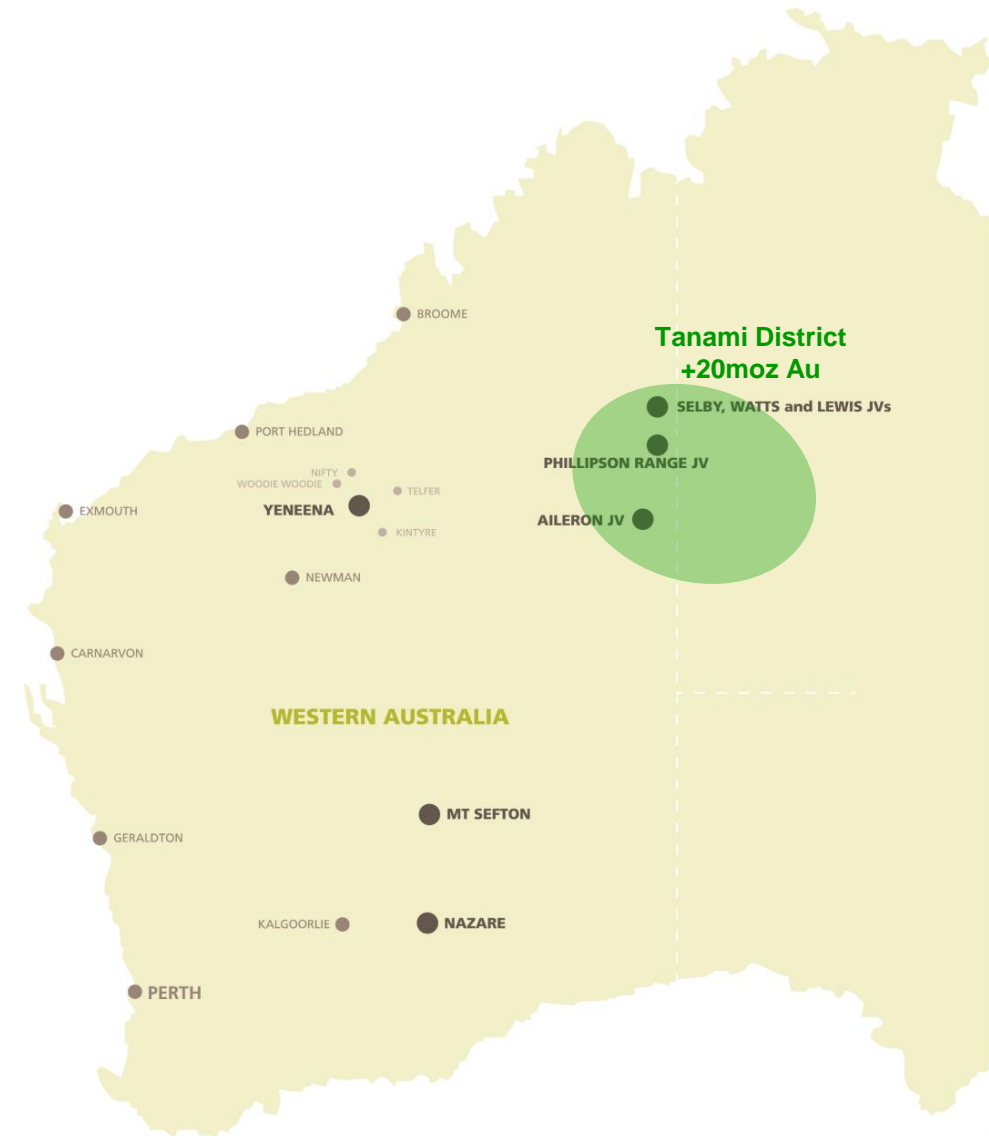 BROOME
Tanami District
+20moz Au
SELBY, WATTS and LEWIS JVs
PORT HEDLAND
PHILLIPSON RANGE JV
NIFTY
WOODIE WOODIE
TELFER
YENEENA
EXMOUTH
AILERON JV
KINTYRE
NEWMAN
CARNARVON
WESTERN AUSTRALIA
MT SEFTON
GERALDTON
KALGOORLIE
NAZARE
PERTH